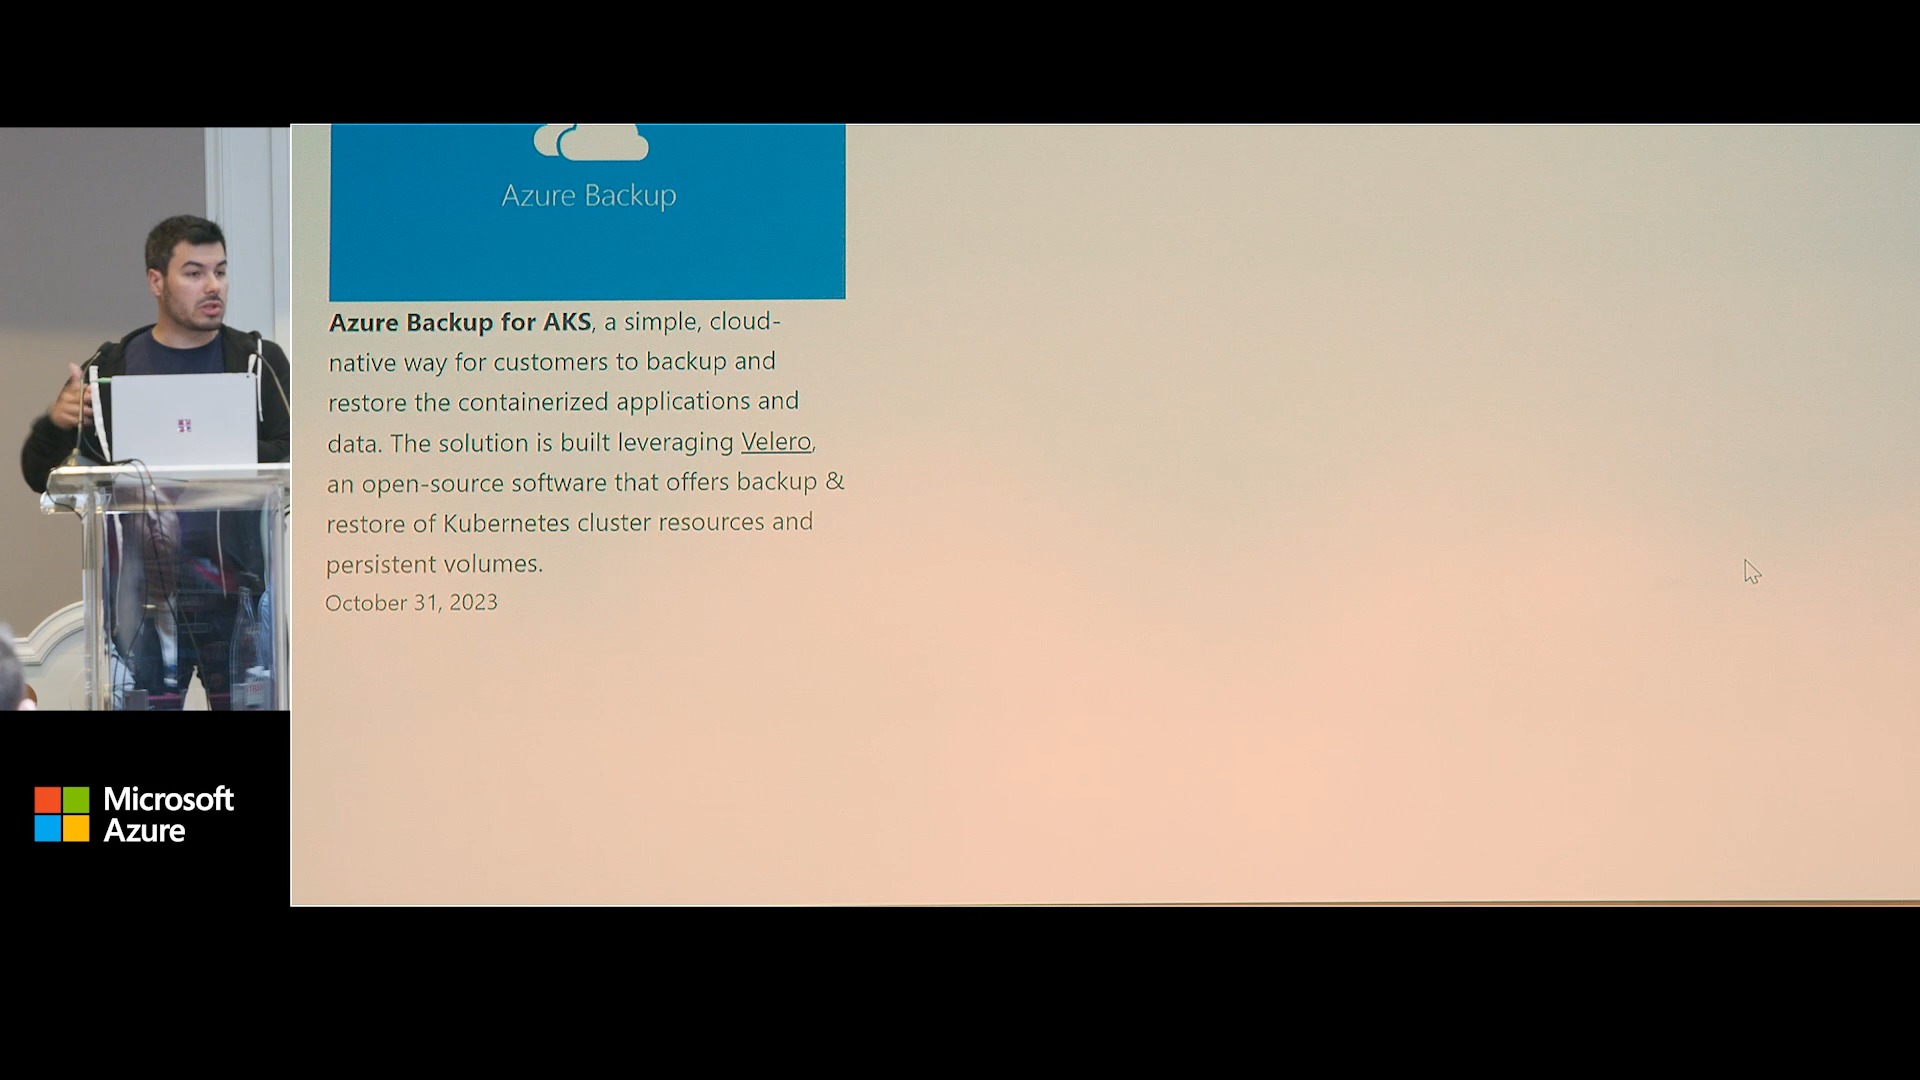 Azure Backup
Azure Backup for AKS, a simple, cloud-
native way for customers to backup and
restore the containerized applications and
data. The solution is built leveraging Velero,
an open-source software that offers backup &
restore of Kubernetes cluster resources and
persistent volumes.
October 31, 2023
Microsoft
Azure